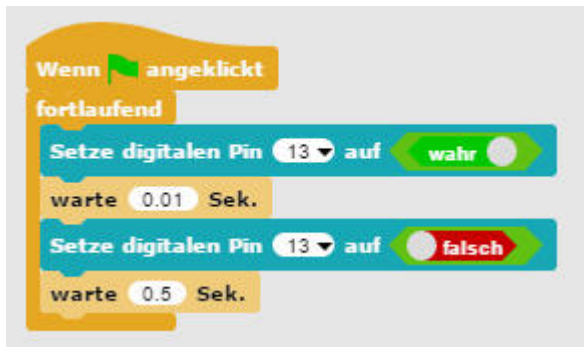 Wenn angeklickt
fortlaufend
Setze digitalen Pin 13 auf wahr
warte 0.01 Sek.
Setze digitalen Pin 13 auf falsch
warte 0.5 Sek.